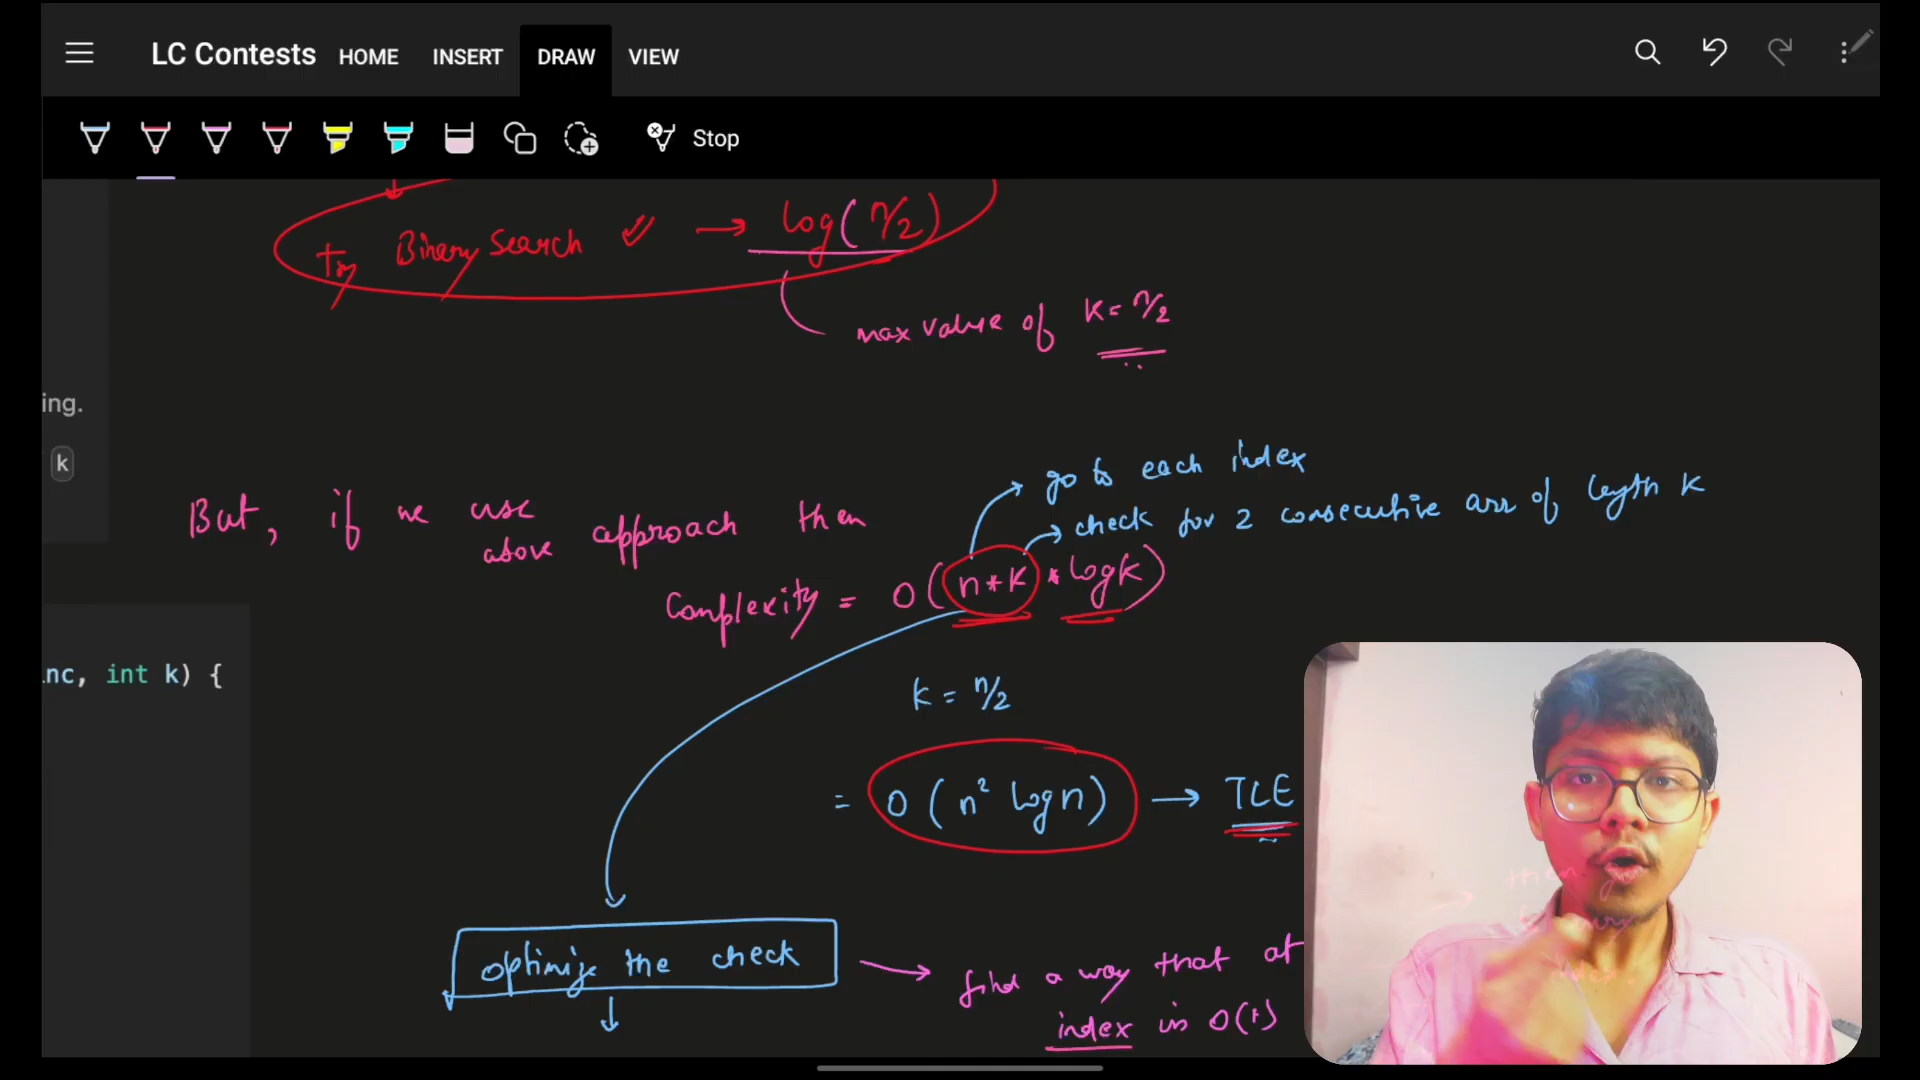 LC Contests HOME INSERT DRAW VIEW
Stop
try Binary Search → log(n/2)
max value of k = n/2
ing.
k
→ go to each index
→ check for 2 consecutive arr of length k
But, if we use above approach then
Complexity = O(n*k * logk)
nc, int k) {
k = n/2
= O(n² logn) → TLE
optimize the check → find a way that at
index in O(1)